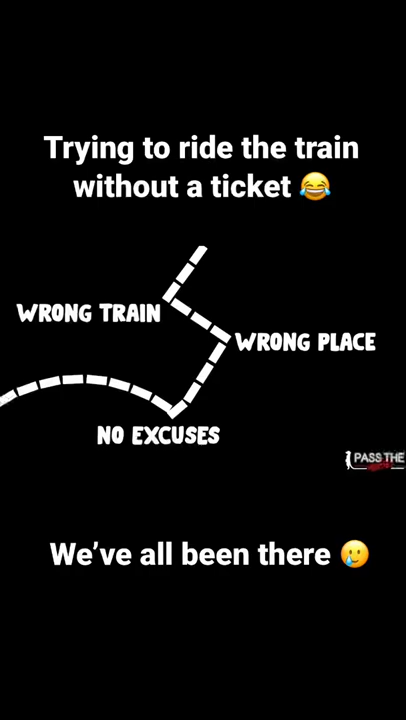 Trying to ride the train
without a ticket 😂
WRONG TRAIN
WRONG PLACE
NO EXCUSES
PASS THE
We’ve all been there 🥲